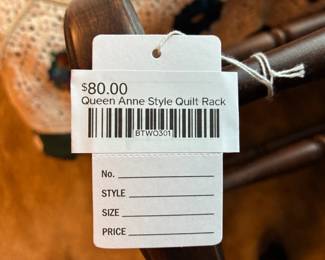 $80.00
Queen Anne Style Quilt Rack
BTWO301
No.
STYLE
SIZE
PRICE